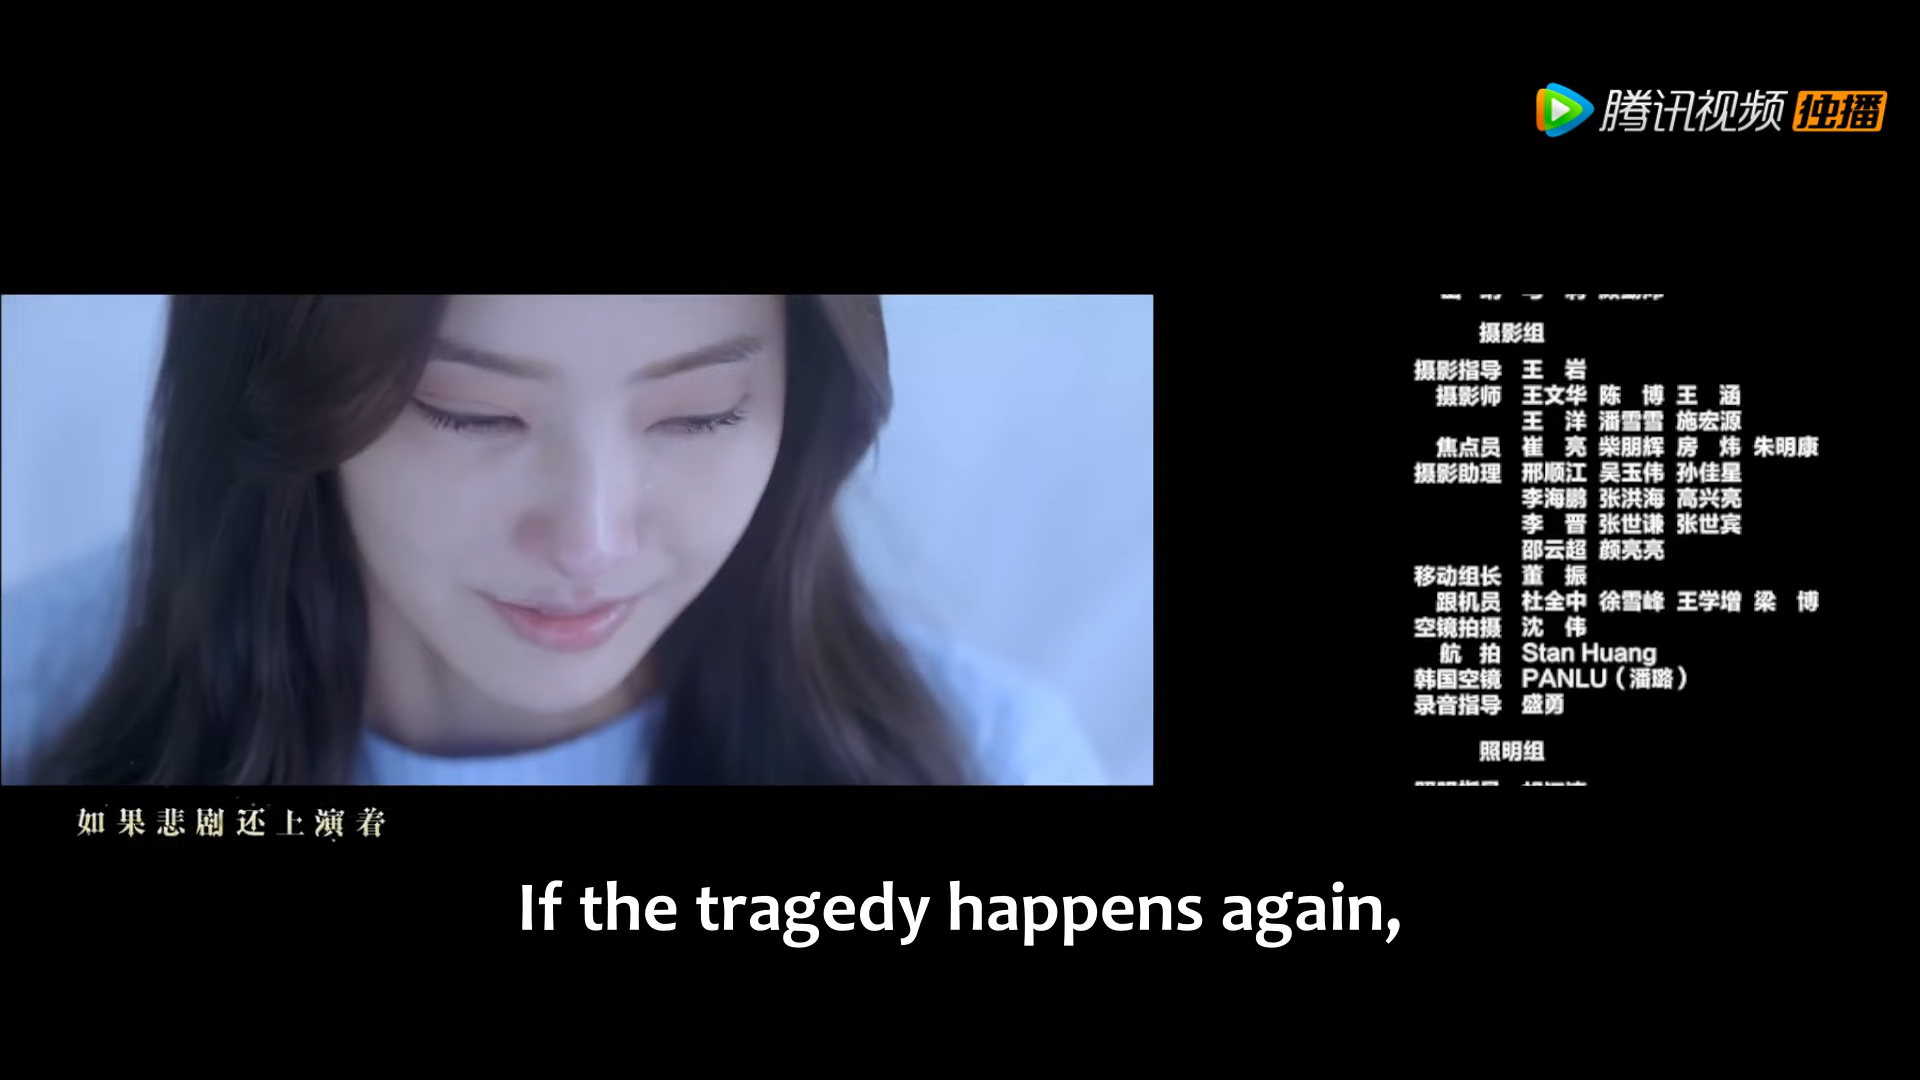 腾讯视频 独播
摄影组
摄影指导 王 岩
摄影师 王文华 陈 博 王 涵
王 洋 潘雪雪 施宏源
焦点员 崔 亮 柴朋辉 房 炜 朱明康
摄影助理 邢顺江 吴玉伟 孙佳星
李海鹏 张洪海 高兴亮
李 晋 张世谦 张世宾
邵云超 颜亮亮
移动组长 董 振
跟机员 杜全中 徐雪峰 王学增 梁 博
空镜拍摄 沈 伟
航 拍 Stan Huang
韩国空镜 PANLU（潘璐）
录音指导 盛勇
照明组
如果悲剧还上演着
If the tragedy happens again,